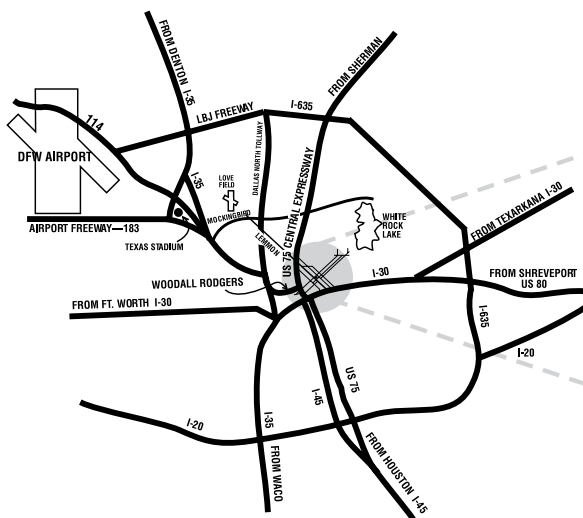 FROM DENTON I-35
FROM SHERMAN
114
LBJ FREEWAY
I-635
DFW AIRPORT
I-35
LOVE
FIELD
DALLAS NORTH TOLLWAY
US 75 CENTRAL EXPRESSWAY
MOCKINGBIRD
AIRPORT FREEWAY—183
TEXAS STADIUM
LEMMON
WHITE
ROCK
LAKE
FROM TEXARKANA I-30
WOODALL RODGERS
I-30
FROM SHREVEPORT
US 80
FROM FT. WORTH I-30
I-635
I-20
US 75
I-45
I-20
I-35
FROM WACO
FROM HOUSTON I-45